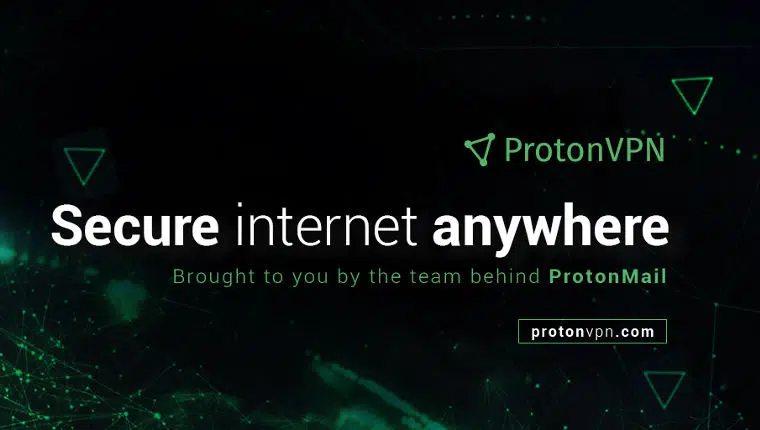 ProtonVPN
Secure internet anywhere
Brought to you by the team behind ProtonMail
protonvpn.com